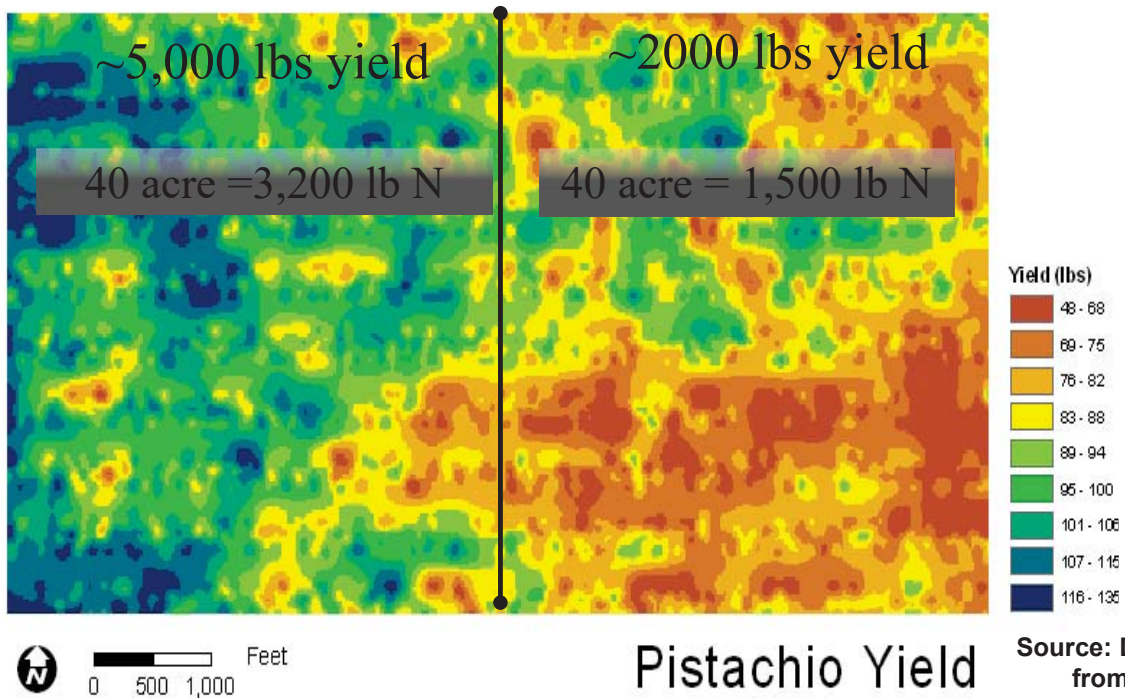 ~5,000 lbs yield
~2000 lbs yield
40 acre =3,200 lb N
40 acre = 1,500 lb N
Yield (lbs)
48 - 68
69 - 75
76 - 82
83 - 88
89 - 94
95 - 100
101 - 106
107 - 115
116 - 135
N
Feet
0 500 1,000
Pistachio Yield
Source:
from